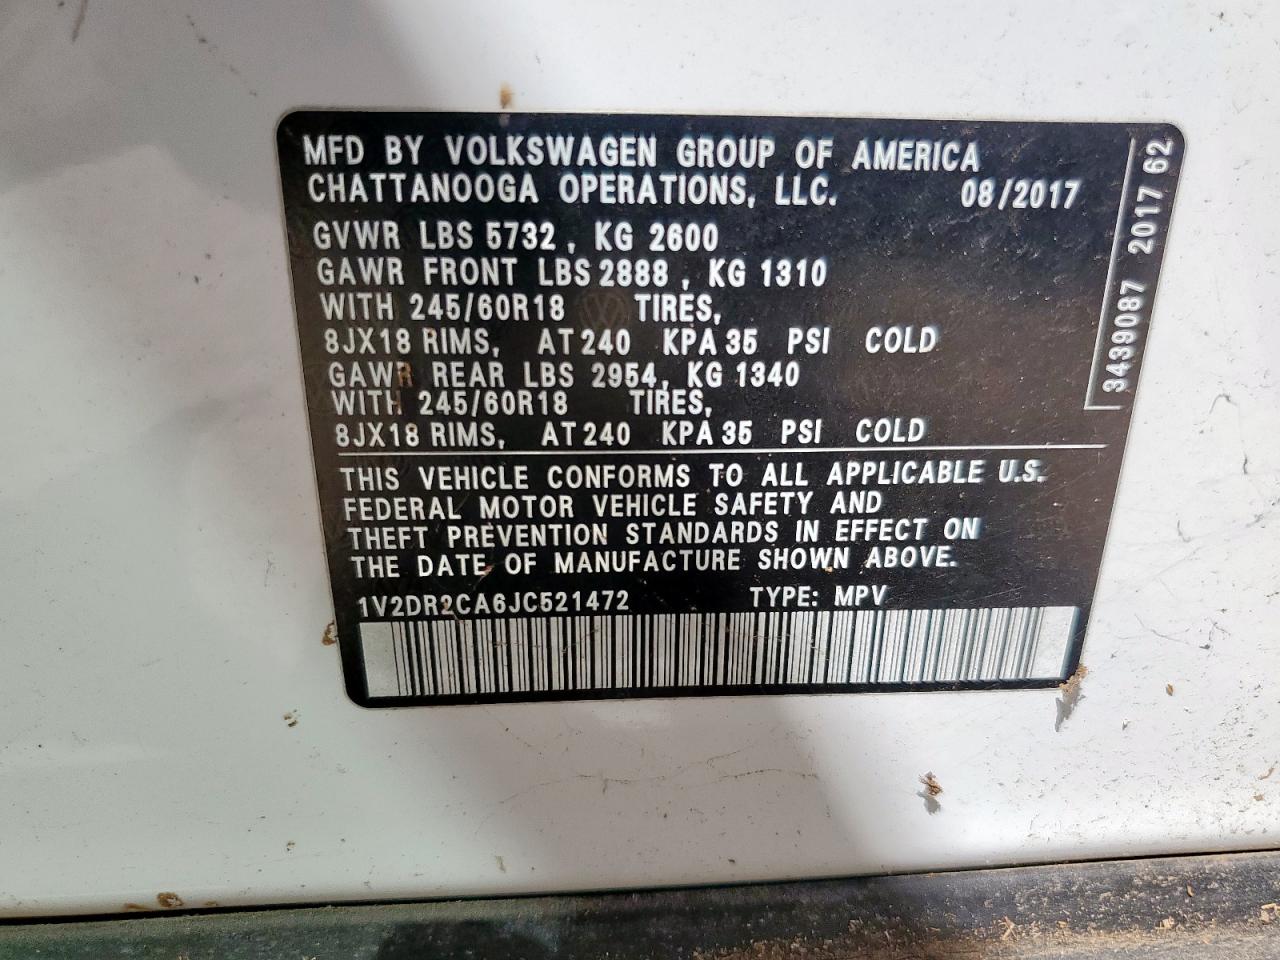 MFD BY VOLKSWAGEN GROUP OF AMERICA
CHATTANOOGA OPERATIONS, LLC. 08/2017
GVWR LBS 5732, KG 2600
GAWR FRONT LBS 2888, KG 1310
WITH 245/60R18 TIRES,
8JX18 RIMS, AT 240 KPA 35 PSI COLD
GAWR REAR LBS 2954, KG 1340
WITH 245/60R18 TIRES,
8JX18 RIMS, AT 240 KPA 35 PSI COLD
THIS VEHICLE CONFORMS TO ALL APPLICABLE U.S.
FEDERAL MOTOR VEHICLE SAFETY AND
THEFT PREVENTION STANDARDS IN EFFECT ON
THE DATE OF MANUFACTURE SHOWN ABOVE.
1V2DR2CA6JC521472 TYPE: MPV
3439087 2017 62